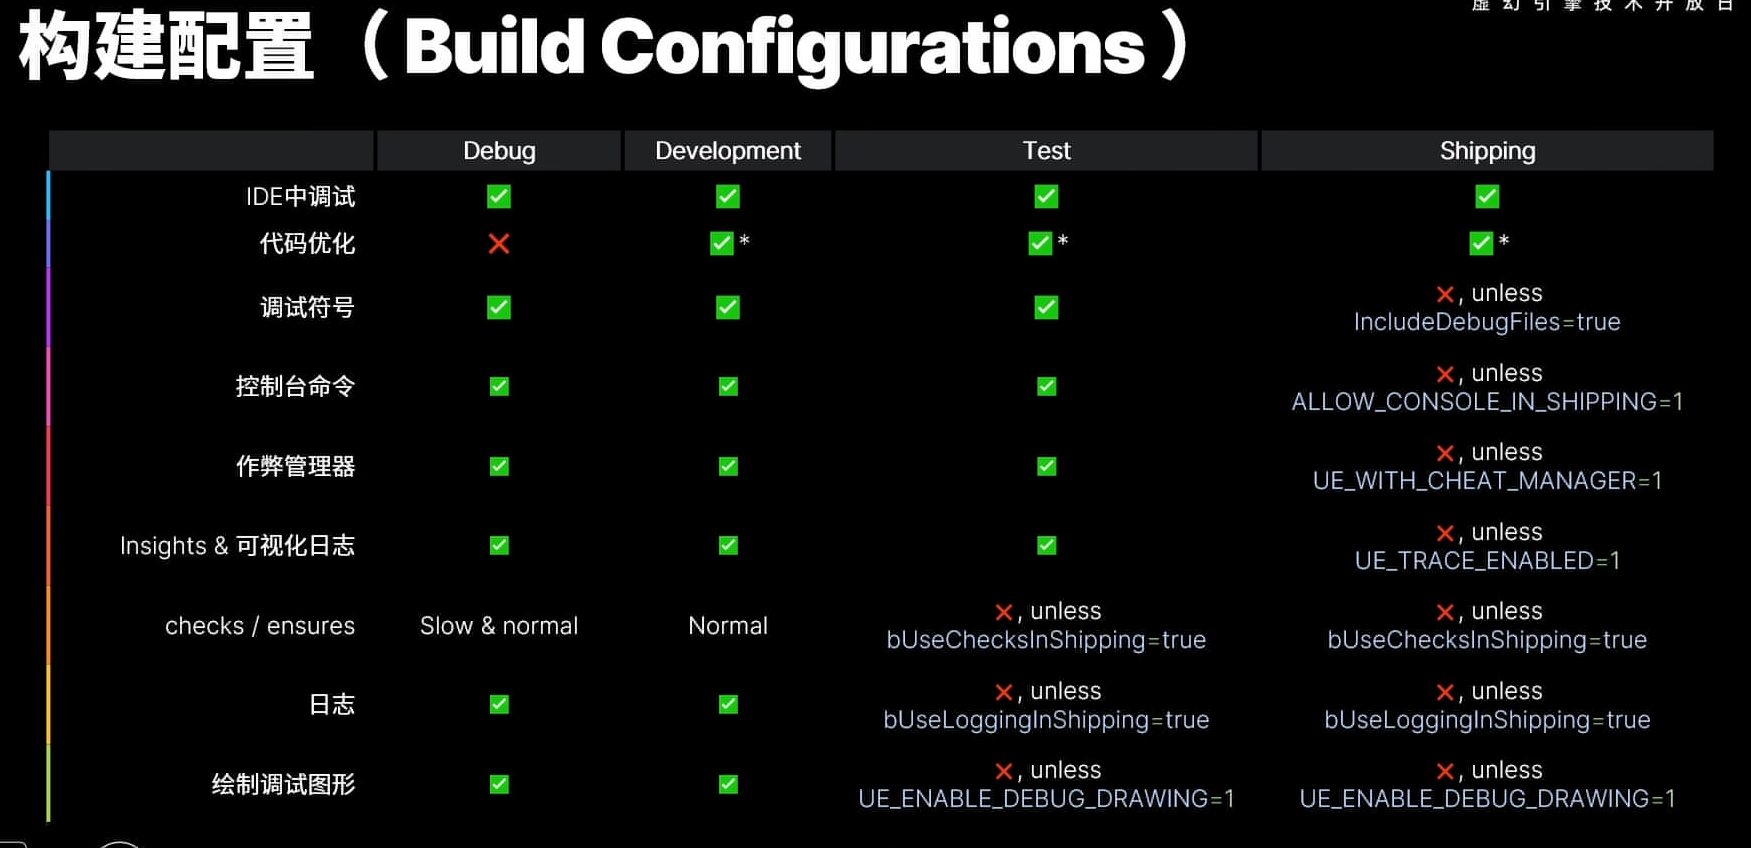 虚幻引擎技术开放日
构建配置（Build Configurations）
Debug Development Test Shipping
IDE中调试 ✅ ✅ ✅ ✅
代码优化 ❌ ✅* ✅* ✅*
调试符号 ✅ ✅ ✅ ❌, unless
IncludeDebugFiles=true
控制台命令 ✅ ✅ ✅ ❌, unless
ALLOW_CONSOLE_IN_SHIPPING=1
作弊管理器 ✅ ✅ ✅ ❌, unless
UE_WITH_CHEAT_MANAGER=1
Insights & 可视化日志 ✅ ✅ ✅ ❌, unless
UE_TRACE_ENABLED=1
checks / ensures Slow & normal Normal ❌, unless ❌, unless
bUseChecksInShipping=true bUseChecksInShipping=true
日志 ✅ ✅ ❌, unless ❌, unless
bUseLoggingInShipping=true bUseLoggingInShipping=true
绘制调试图形 ✅ ✅ ❌, unless ❌, unless
UE_ENABLE_DEBUG_DRAWING=1 UE_ENABLE_DEBUG_DRAWING=1